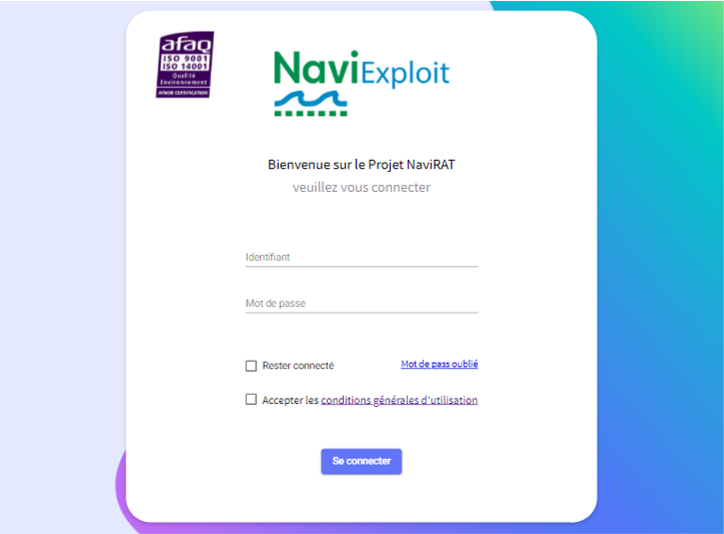 afaq
ISO 9001
ISO 14001
Qualité
Environnement
AFNOR CERTIFICATION
NaviExploit
Bienvenue sur le Projet NaviRAT
veuillez vous connecter
Identifiant
Mot de passe
Rester connecté
Mot de pass oublié
Accepter les conditions générales d'utilisation
Se connecter